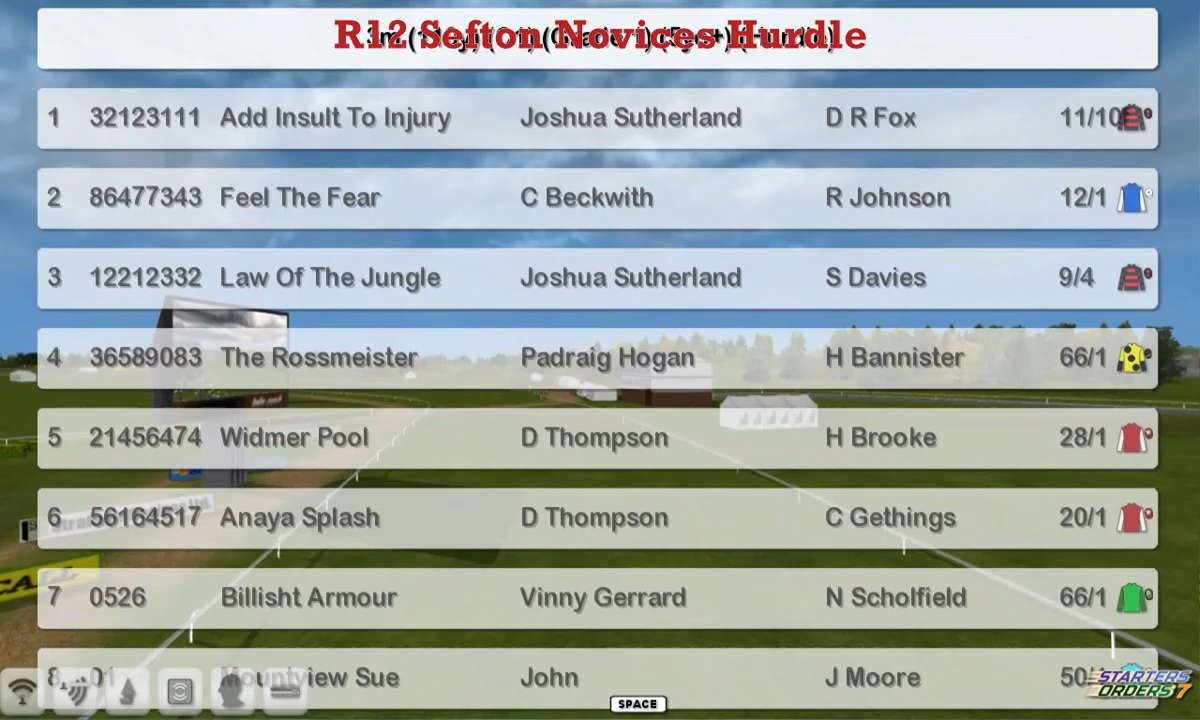 R12 Sefton Novices Hurdle
1 32123111 Add Insult To Injury Joshua Sutherland D R Fox 11/10
2 86477343 Feel The Fear C Beckwith R Johnson 12/1
3 12212332 Law Of The Jungle Joshua Sutherland S Davies 9/4
4 36589083 The Rossmeister Padraig Hogan H Bannister 66/1
5 21456474 Widmer Pool D Thompson H Brooke 28/1
6 56164517 Anaya Splash D Thompson C Gethings 20/1
7 0526 Billisht Armour Vinny Gerrard N Scholfield 66/1
8 01 Mountview Sue John J Moore
STARTERS ORDERS 7
SPACE